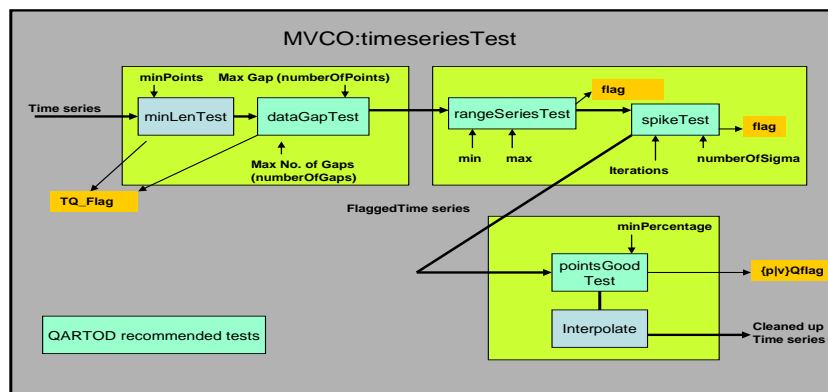 MVCO:timeseriesTest
minPoints
Max Gap (numberOfPoints)
Time series
minLenTest
dataGapTest
Max No. of Gaps
(numberOfGaps)
TQ_Flag
rangeSeriesTest
flag
spikeTest
flag
min
max
numberOfSigma
Iterations
FlaggedTime series
minPercentage
pointsGood
Test
{p|v}Qflag
Interpolate
Cleaned up
Time series
QARTOD recommended tests